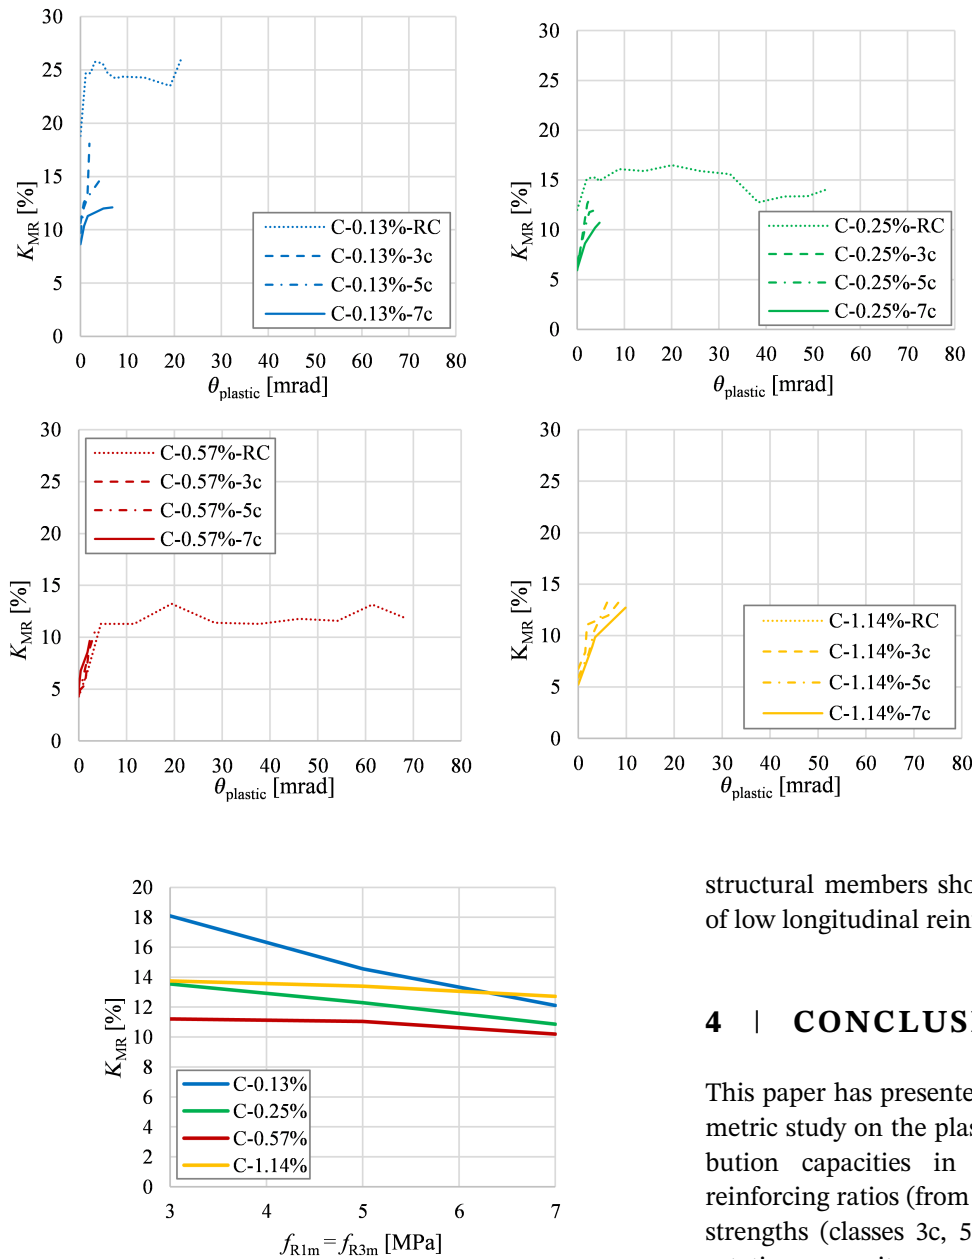 30
25
20
15
10
5
0
K_MR [%]
C-0.13%-RC
C-0.13%-3c
C-0.13%-5c
C-0.13%-7c
0 10 20 30 40 50 60 70 80
θ_plastic [mrad]
30
25
20
15
10
5
0
K_MR [%]
C-0.25%-RC
C-0.25%-3c
C-0.25%-5c
C-0.25%-7c
0 10 20 30 40 50 60 70 80
θ_plastic [mrad]
30
25
20
15
10
5
0
K_MR [%]
C-0.57%-RC
C-0.57%-3c
C-0.57%-5c
C-0.57%-7c
0 10 20 30 40 50 60 70 80
θ_plastic [mrad]
30
25
20
15
10
5
0
K_MR [%]
C-1.14%-RC
C-1.14%-3c
C-1.14%-5c
C-1.14%-7c
0 10 20 30 40 50 60 70 80
θ_plastic [mrad]
20
18
16
14
12
10
8
6
4
2
0
K_MR [%]
C-0.13%
C-0.25%
C-0.57%
C-1.14%
3 4 5 6 7
f_R1m = f_R3m [MPa]
structural members sho
of low longitudinal rein
4 | CONCLUS
This paper has presente
metric study on the plas
bution capacities in
reinforcing ratios (from
strengths (classes 3c, 5